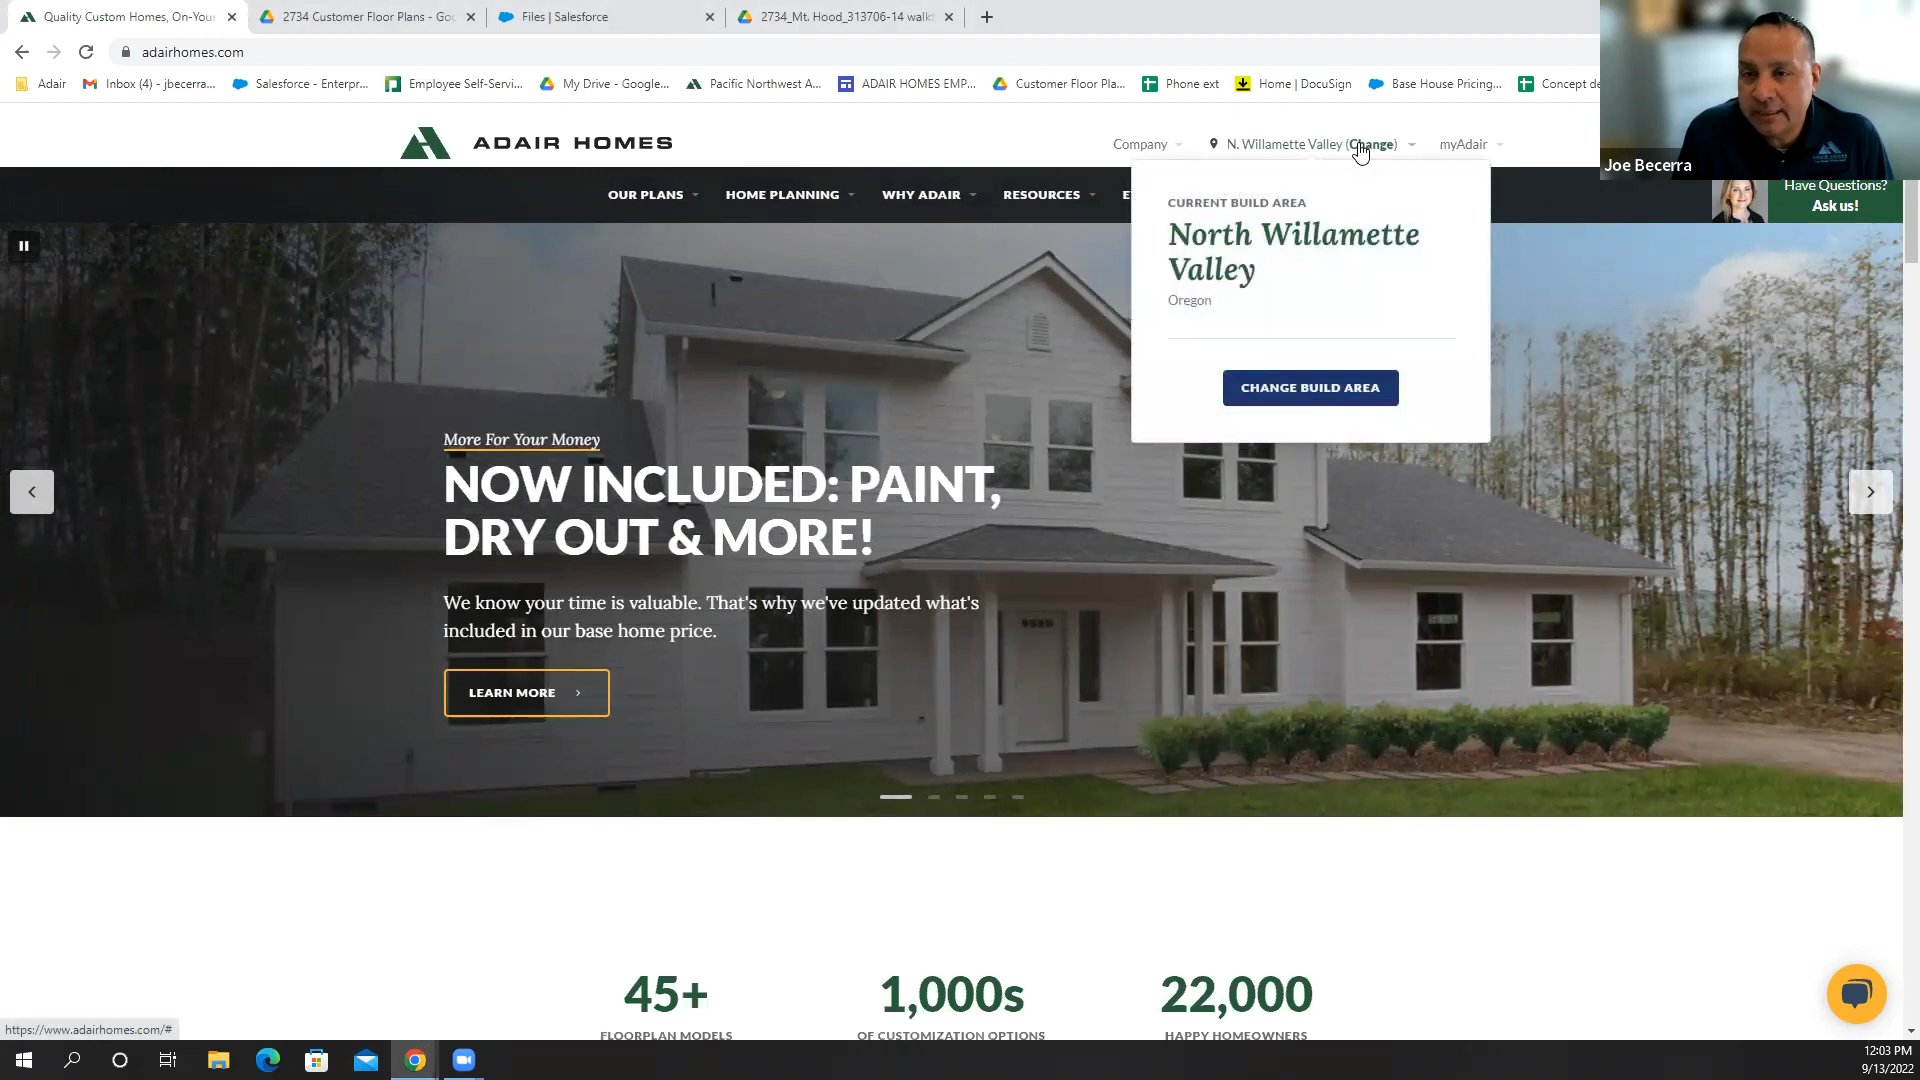 Quality Custom Homes, On-You
2734 Customer Floor Plans - Goo
Files | Salesforce
2734_Mt. Hood_313706-14 walkt
adairhomes.com
Adair
Inbox (4) - jbecerra...
Salesforce - Enterpr...
Employee Self-Servi...
My Drive - Google...
Pacific Northwest A...
ADAIR HOMES EMP...
Customer Floor Pla...
Phone ext
Home | DocuSign
Base House Pricing...
Concept de
ADAIR HOMES
Company
N. Willamette Valley (Change)
myAdair
Joe Becerra
OUR PLANS
HOME PLANNING
WHY ADAIR
RESOURCES
E
Have Questions?
Ask us!
CURRENT BUILD AREA
North Willamette
Valley
Oregon
CHANGE BUILD AREA
More For Your Money
NOW INCLUDED: PAINT,
DRY OUT & MORE!
We know your time is valuable. That's why we've updated what's
included in our base home price.
LEARN MORE
45+
FLOORPLAN MODELS
1,000s
OF CUSTOMIZATION OPTIONS
22,000
HAPPY HOMEOWNERS
https://www.adairhomes.com/#
12:03 PM
9/13/2022